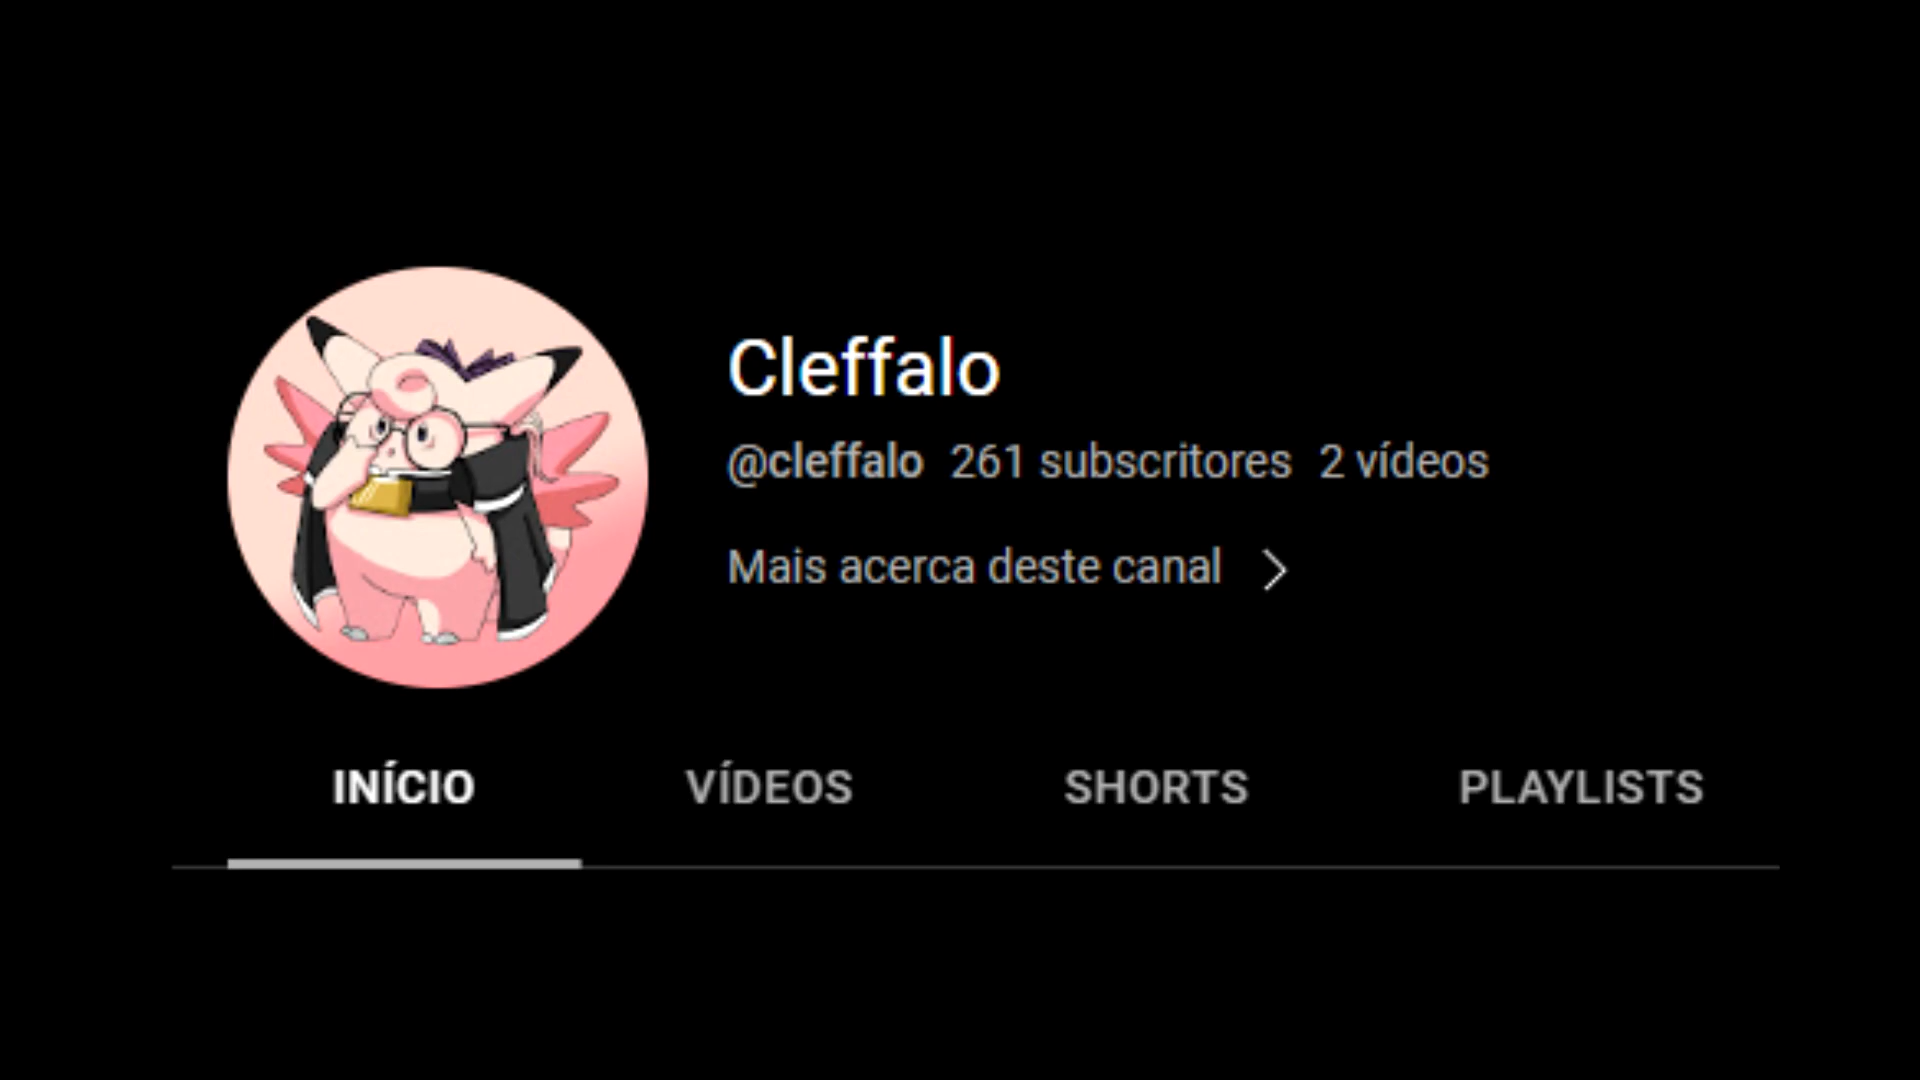 Cleffalo
@cleffalo 261 subscritores 2 vídeos
Mais acerca deste canal
INÍCIO VÍDEOS SHORTS PLAYLISTS